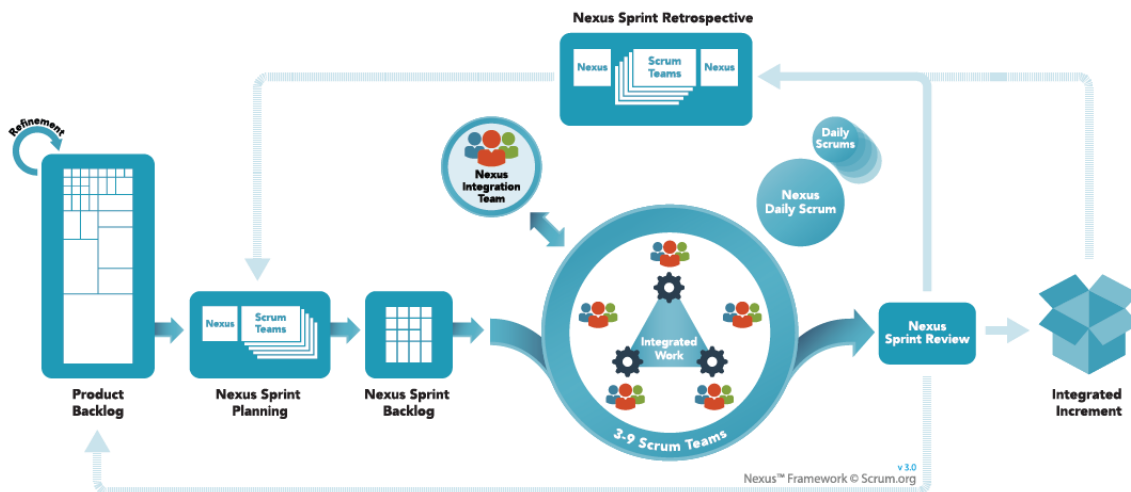 Nexus Sprint Retrospective
Nexus
Scrum
Teams
Nexus
Refinement
Daily
Scrums
Nexus
Integration
Team
Nexus
Daily Scrum
Nexus
Scrum
Teams
Integrated
Work
Nexus
Sprint Review
Product
Backlog
Nexus Sprint
Planning
Nexus Sprint
Backlog
3-9 Scrum Teams
Integrated
Increment
v 3.0
Nexus™ Framework © Scrum.org